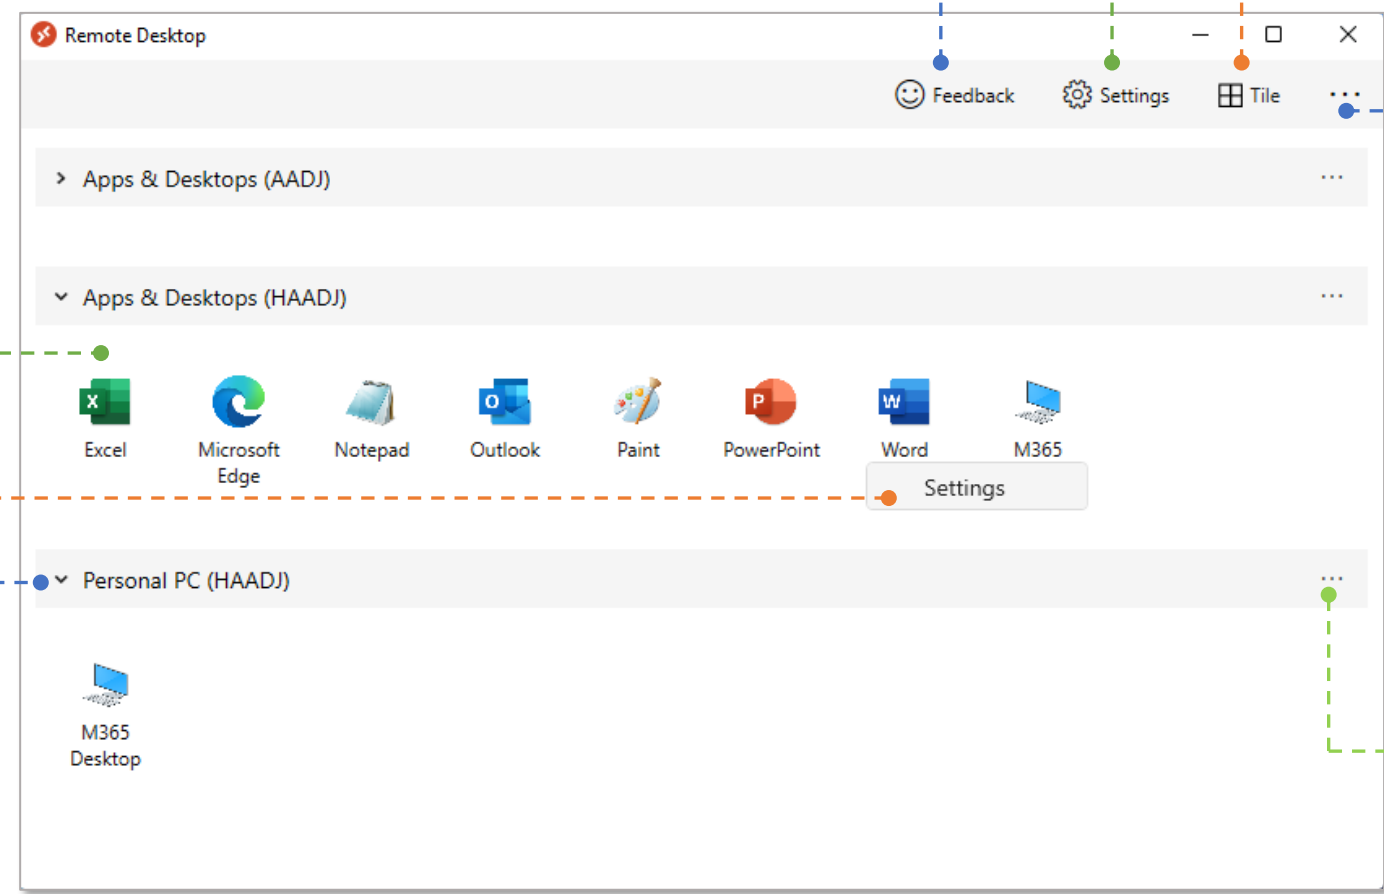 Remote Desktop
Feedback
Settings
Tile
Apps & Desktops (AADJ)
Apps & Desktops (HAADJ)
Excel
Microsoft
Edge
Notepad
Outlook
Paint
PowerPoint
Word
M365
Settings
Personal PC (HAADJ)
M365
Desktop